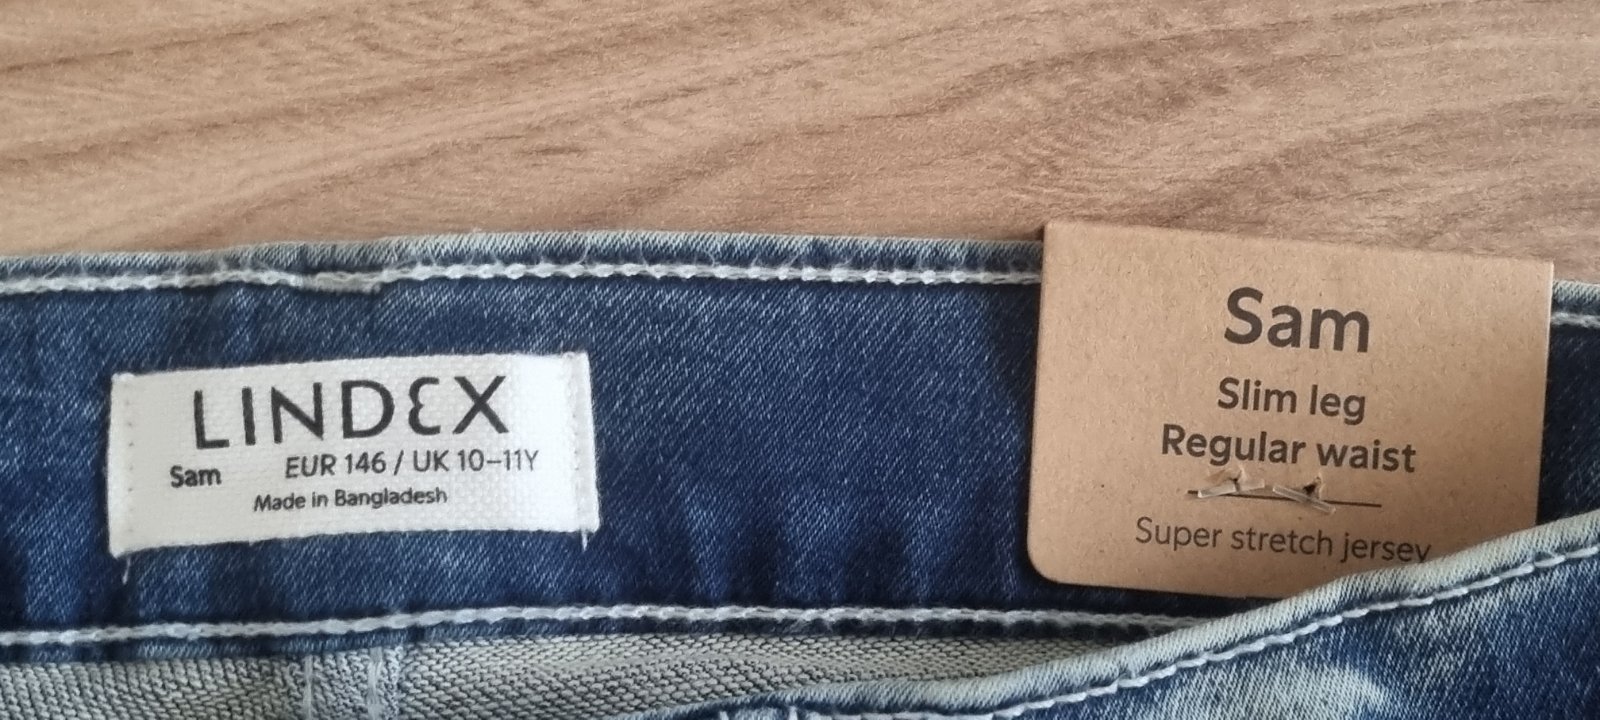 LINDEX
Sam EUR 146 / UK 10–11Y
Made in Bangladesh
Sam
Slim leg
Regular waist
Super stretch jersey